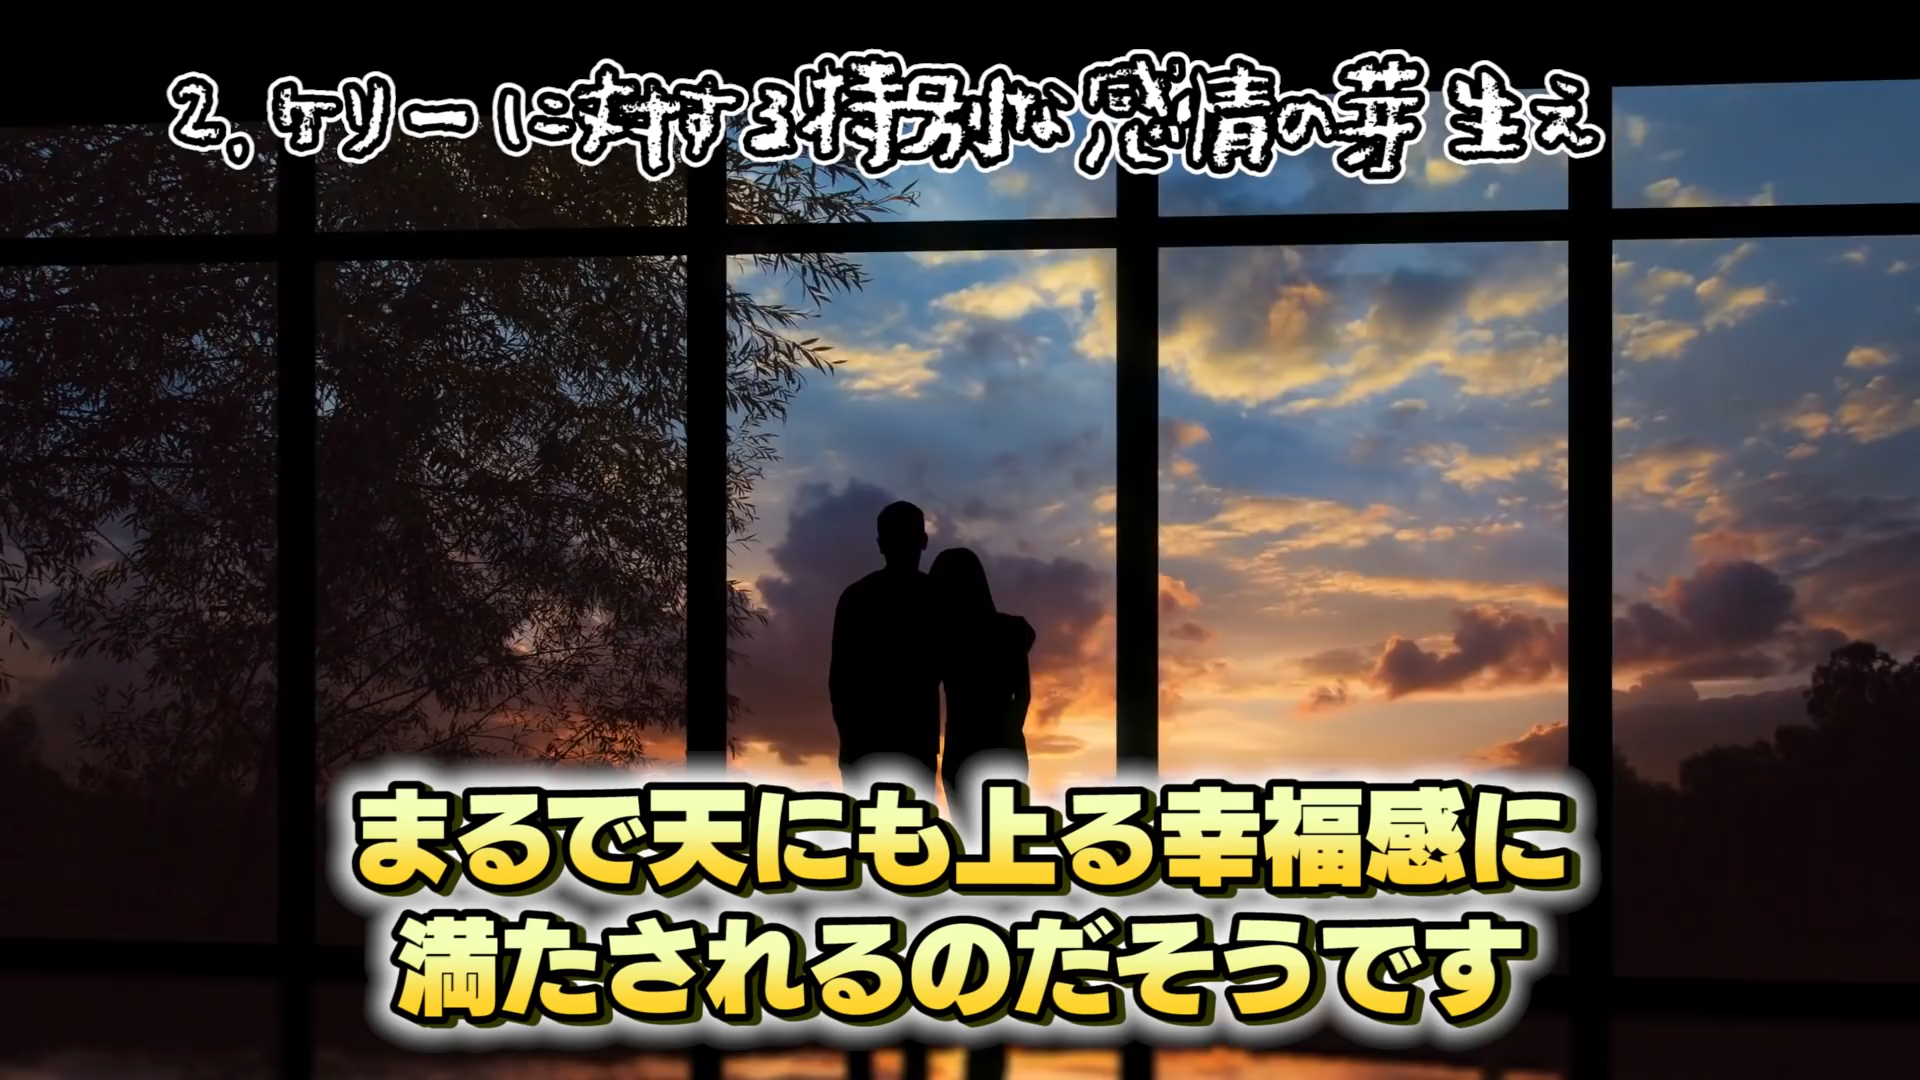 2.ケリーに対する特別な感情の芽生え
まるで天にも上る幸福感に
満たされるのだそうです